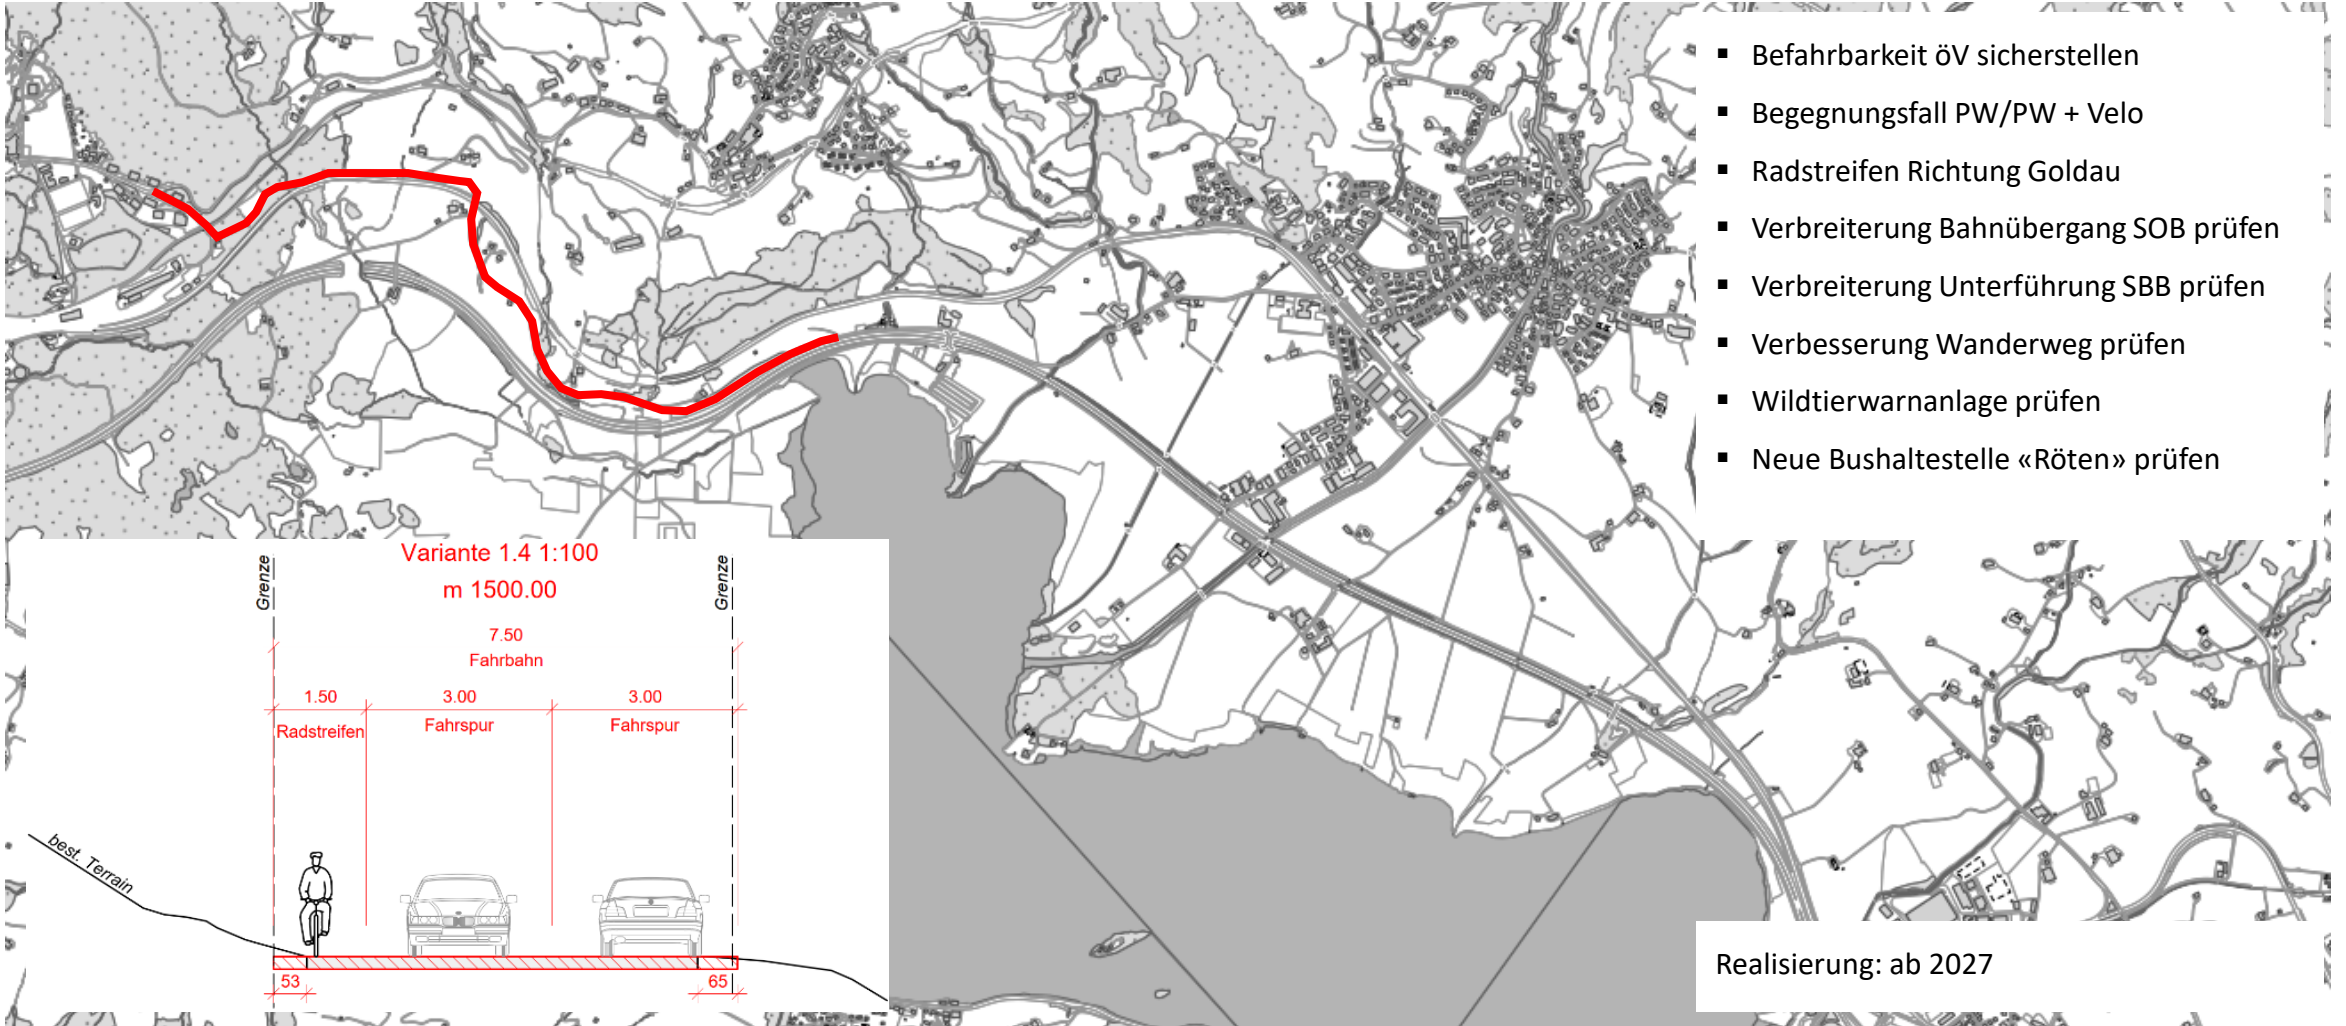 ▪ Befahrbarkeit öV sicherstellen
▪ Begegnungsfall PW/PW + Velo
▪ Radstreifen Richtung Goldau
▪ Verbreiterung Bahnübergang SOB prüfen
▪ Verbreiterung Unterführung SBB prüfen
▪ Verbesserung Wanderweg prüfen
▪ Wildtierwarnanlage prüfen
▪ Neue Bushaltestelle «Röten» prüfen
Variante 1.4 1:100
m 1500.00
Grenze
Grenze
7.50
Fahrbahn
1.50
3.00
3.00
Radstreifen
Fahrspur
Fahrspur
best. Terrain
53
65
Realisierung: ab 2027